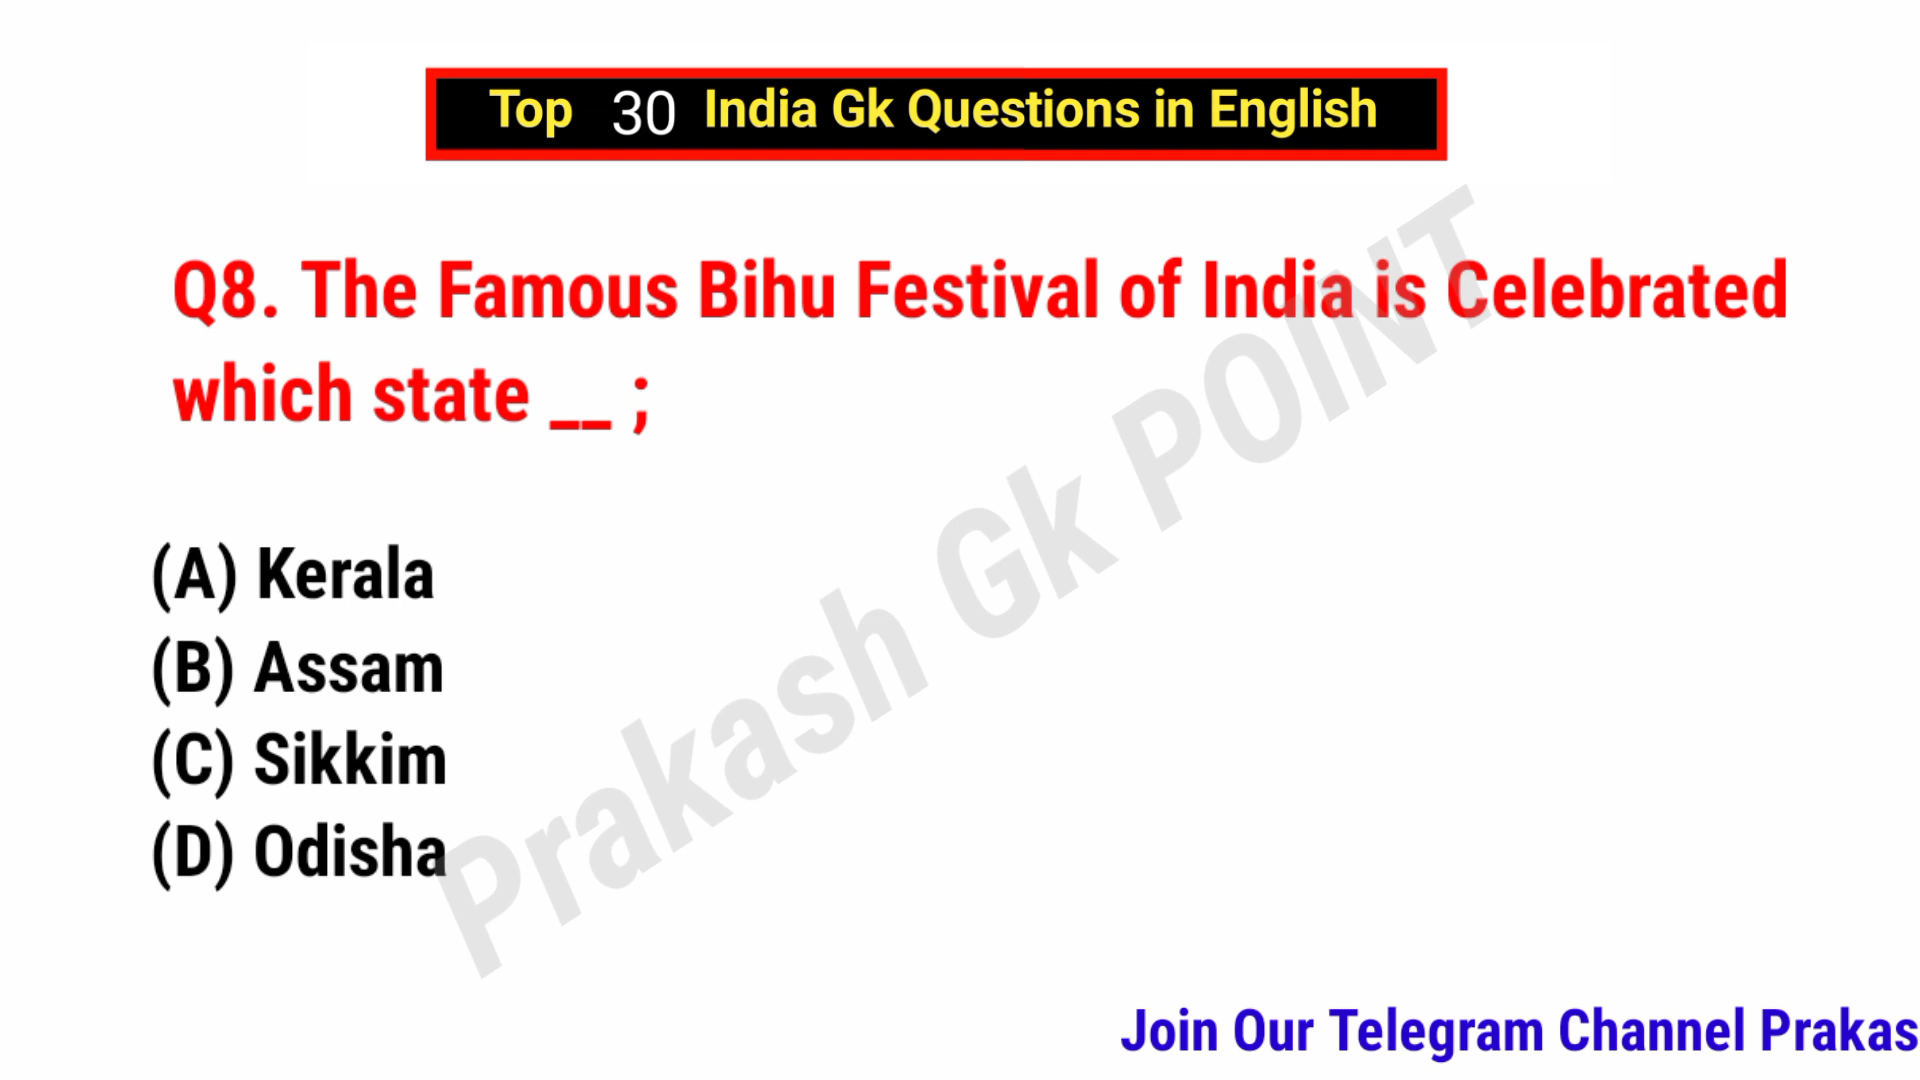 Top 30 India Gk Questions in English
Q8. The Famous Bihu Festival of India is Celebrated
which state __ ;
(A) Kerala
(B) Assam
(C) Sikkim
(D) Odisha
Prakash Gk POINT
Join Our Telegram Channel Prakas